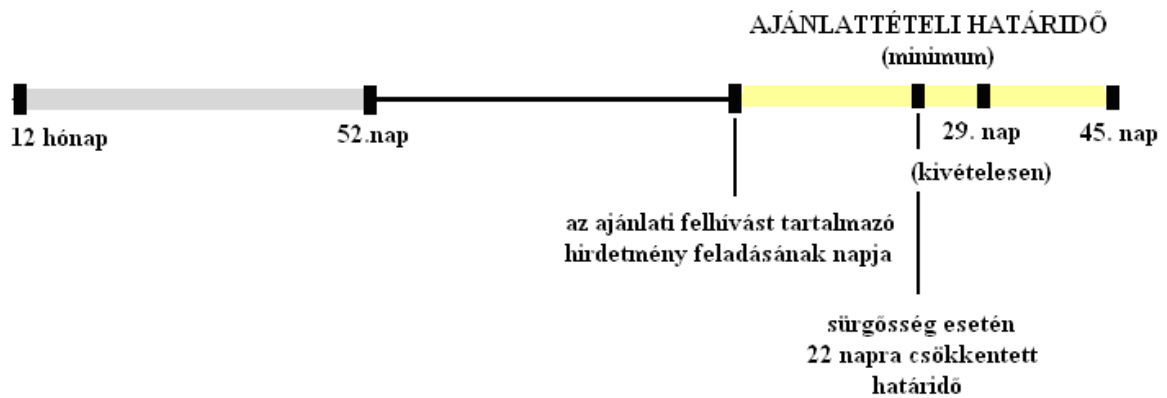 AJÁNLATTÉTELI HATÁRIDŐ
(minimum)
12 hónap
52.nap
29. nap
45. nap
(kivételesen)
az ajánlati felhívást tartalmazó
hirdetmény feladásának napja
sürgősség esetén
22 napra csökkentett
határidő